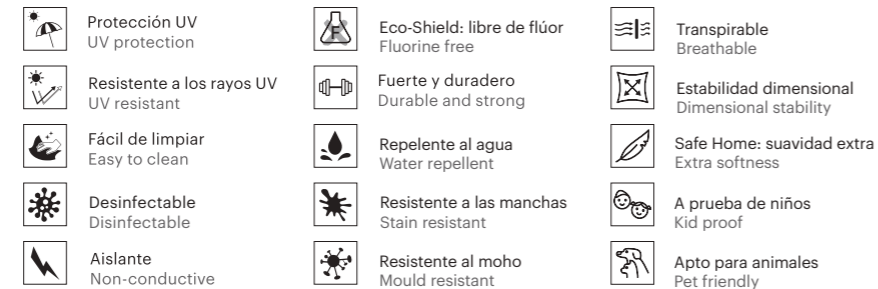 Protección UV
UV protection
Resistente a los rayos UV
UV resistant
Fácil de limpiar
Easy to clean
Desinfectable
Disinfectable
Aislante
Non-conductive
F
Eco-Shield: libre de flúor
Fluorine free
Fuerte y duradero
Durable and strong
Repelente al agua
Water repellent
Resistente a las manchas
Stain resistant
Resistente al moho
Mould resistant
Transpirable
Breathable
Estabilidad dimensional
Dimensional stability
Safe Home: suavidad extra
Extra softness
A prueba de niños
Kid proof
Apto para animales
Pet friendly